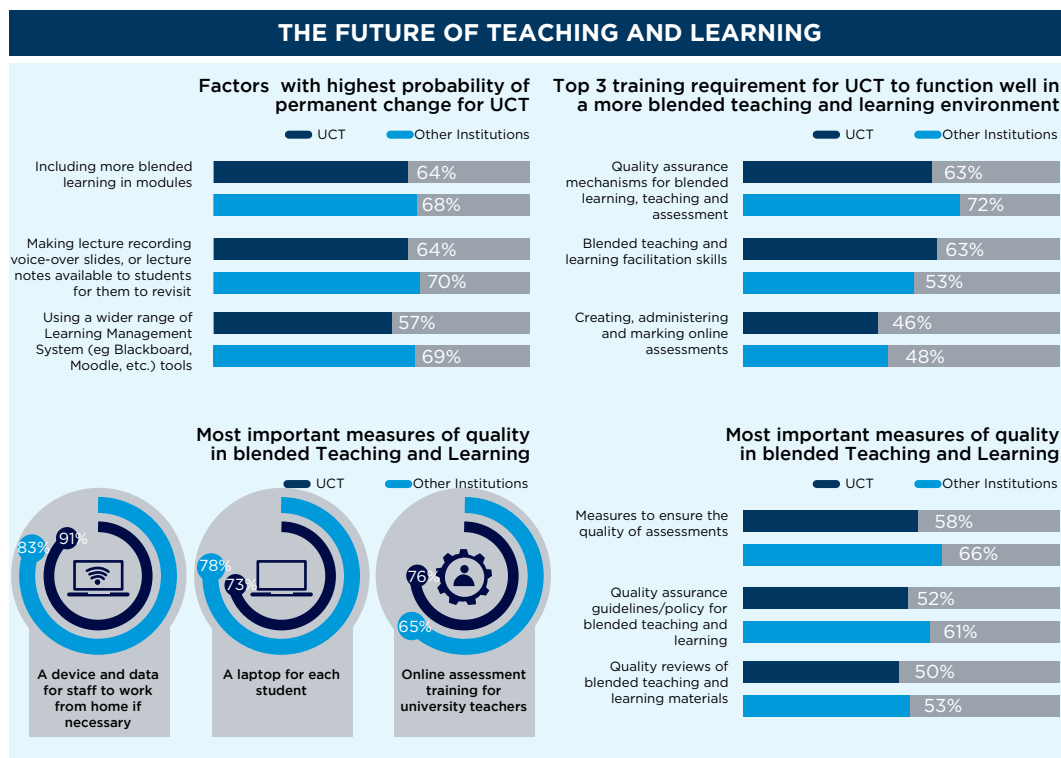 THE FUTURE OF TEACHING AND LEARNING
Factors with highest probability of
permanent change for UCT
UCT
Other Institutions
Including more blended
learning in modules
64%
68%
Making lecture recording
voice-over slides, or lecture
notes available to students
for them to revisit
64%
70%
Using a wider range of
Learning Management
System (eg Blackboard,
Moodle, etc.) tools
57%
69%
Top 3 training requirement for UCT to function well in
a more blended teaching and learning environment
UCT
Other Institutions
Quality assurance
mechanisms for blended
learning, teaching and
assessment
63%
72%
Blended teaching and
learning facilitation skills
63%
53%
Creating, administering
and marking online
assessments
46%
48%
Most important measures of quality
in blended Teaching and Learning
UCT
Other Institutions
83%
91%
A device and data
for staff to work
from home if
necessary
78%
73%
A laptop for each
student
76%
65%
Online assessment
training for
university teachers
Most important measures of quality
in blended Teaching and Learning
UCT
Other Institutions
Measures to ensure the
quality of assessments
58%
66%
Quality assurance
guidelines/policy for
blended teaching and
learning
52%
61%
Quality reviews of
blended teaching and
learning materials
50%
53%